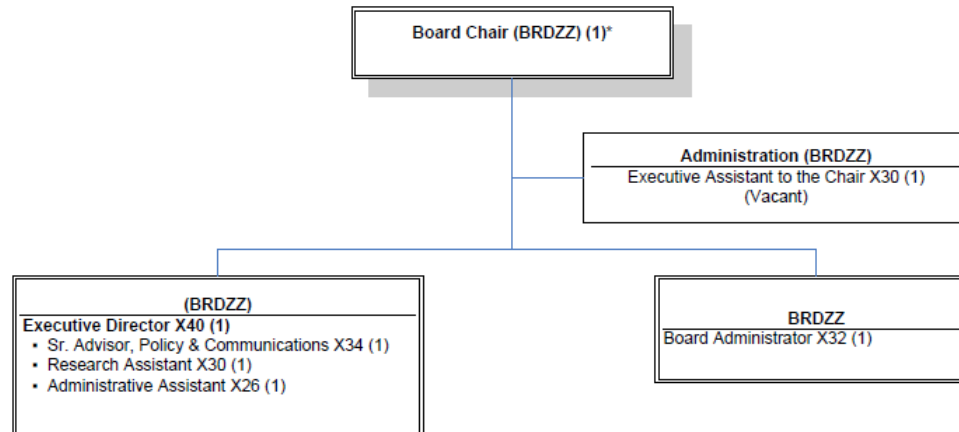 Board Chair (BRDZZ) (1)*
Administration (BRDZZ)
Executive Assistant to the Chair X30 (1)
(Vacant)
(BRDZZ)
Executive Director X40 (1)
• Sr. Advisor, Policy & Communications X34 (1)
• Research Assistant X30 (1)
• Administrative Assistant X26 (1)
BRDZZ
Board Administrator X32 (1)